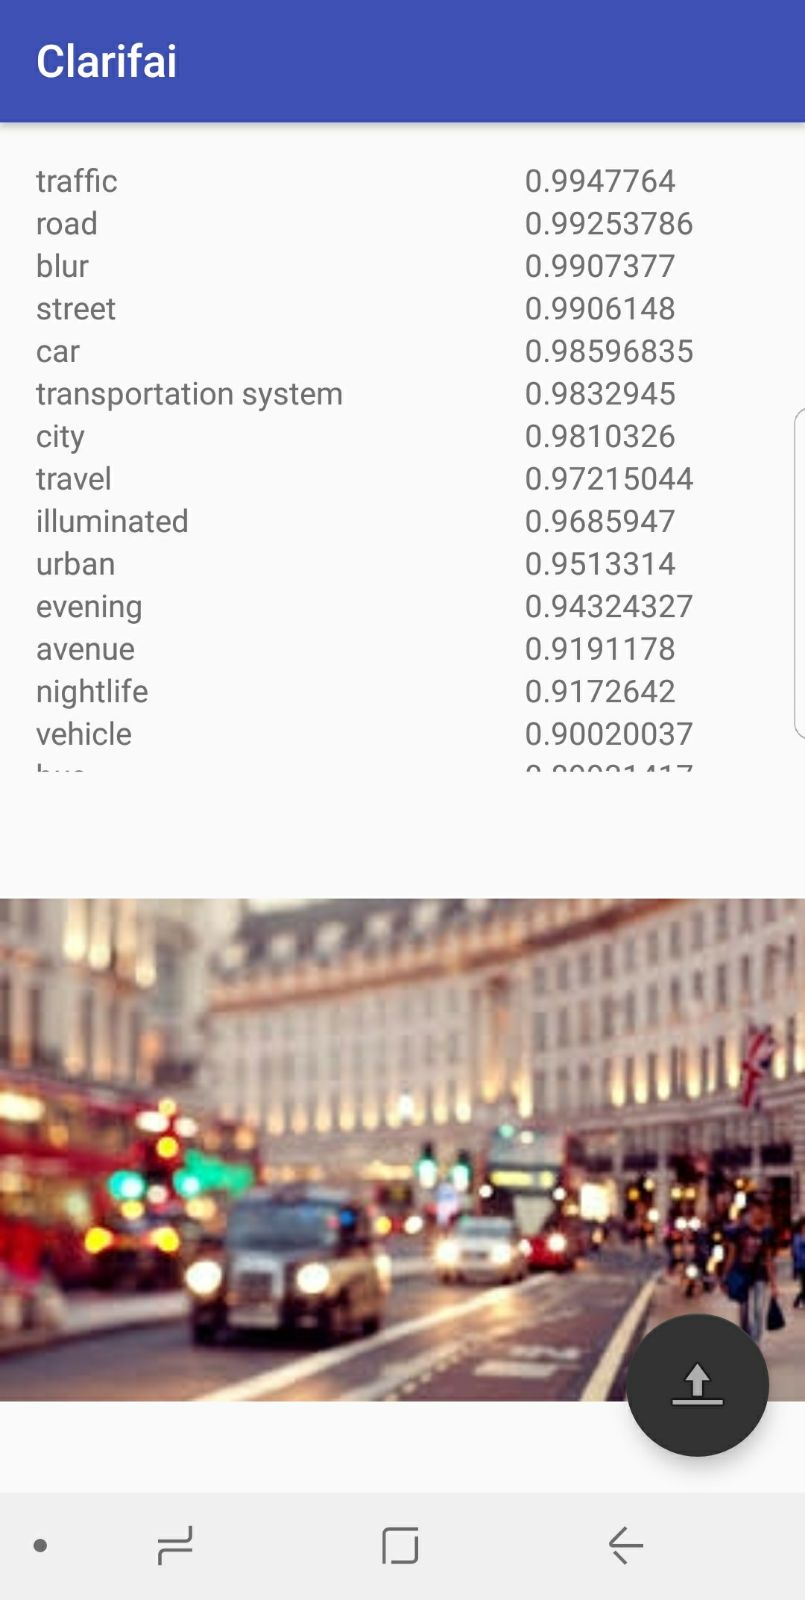 Clarifai
traffic 0.9947764
road 0.99253786
blur 0.9907377
street 0.9906148
car 0.98596835
transportation system 0.9832945
city 0.9810326
travel 0.97215044
illuminated 0.9685947
urban 0.9513314
evening 0.94324327
avenue 0.9191178
nightlife 0.9172642
vehicle 0.90020037